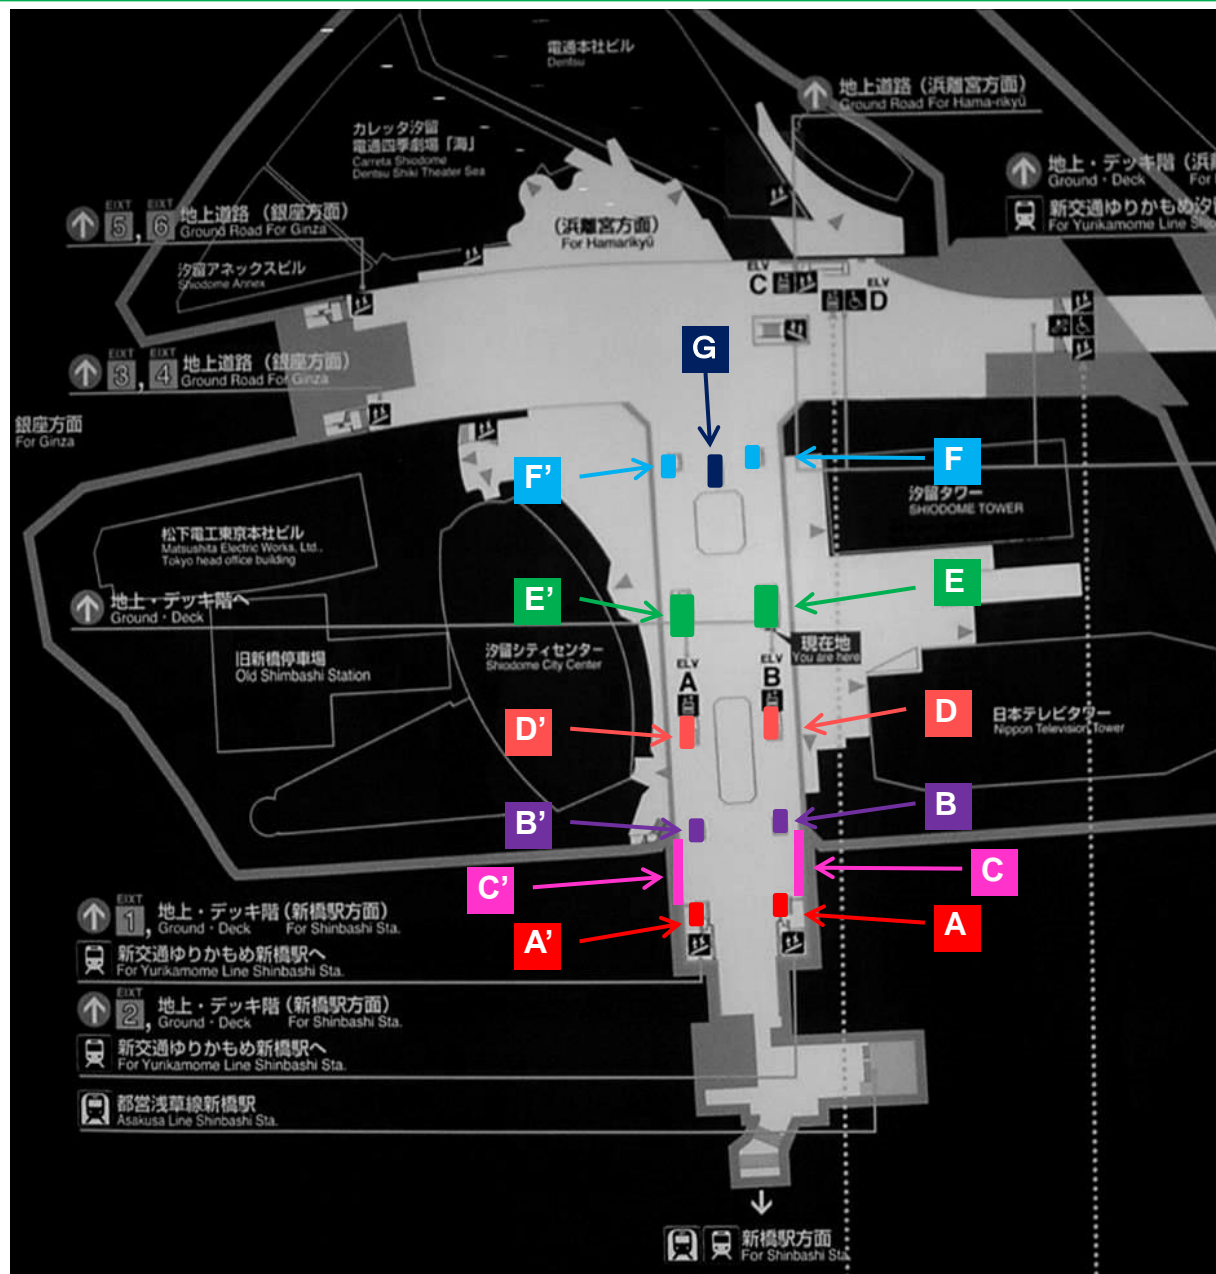 電通本社ビル
Dentsu
地上道路（浜離宮方面）
Ground Road For Hama-rikyū
カレッタ汐留
電通四季劇場「海」
Carreta Shiodome
Dentsu Shiki Theater Sea
地上・デッキ階（浜
Ground・Deck
新交通ゆりかもめ汐留
For Yurikamome Line
EIXT EIXT
5, 6 地上道路（銀座方面）
Ground Road For Ginza
（浜離宮方面）
For Hamarikyū
汐留アネックスビル
Shiodome Annex
ELV
C
ELV
D
G
EIXT EIXT
3, 4 地上道路（銀座方面）
Ground Road For Ginza
銀座方面
For Ginza
F'
F
汐留タワー
SHIODOME TOWER
松下電工東京本社ビル
Matsushita Electric Works, Ltd.,
Tokyo head office building
E'
E
地上・デッキ階へ
Ground・Deck
現在地
You are here
汐留シティセンター
Shiodome City Center
旧新橋停車場
Old Shimbashi Station
ELV
A
ELV
B
D'
D
日本テレビタワー
Nippon Television Tower
B'
B
C'
C
A'
A
EIXT
1, 地上・デッキ階（新橋駅方面）
Ground・Deck For Shinbashi Sta.
新交通ゆりかもめ新橋駅へ
For Yurikamome Line Shinbashi Sta.
EIXT
2, 地上・デッキ階（新橋駅方面）
Ground・Deck For Shinbashi Sta.
新交通ゆりかもめ新橋駅へ
For Yurikamome Line Shinbashi Sta.
都営浅草線新橋駅
Asakusa Line Shinbashi Sta.
新橋駅方面
For Shinbashi Sta.